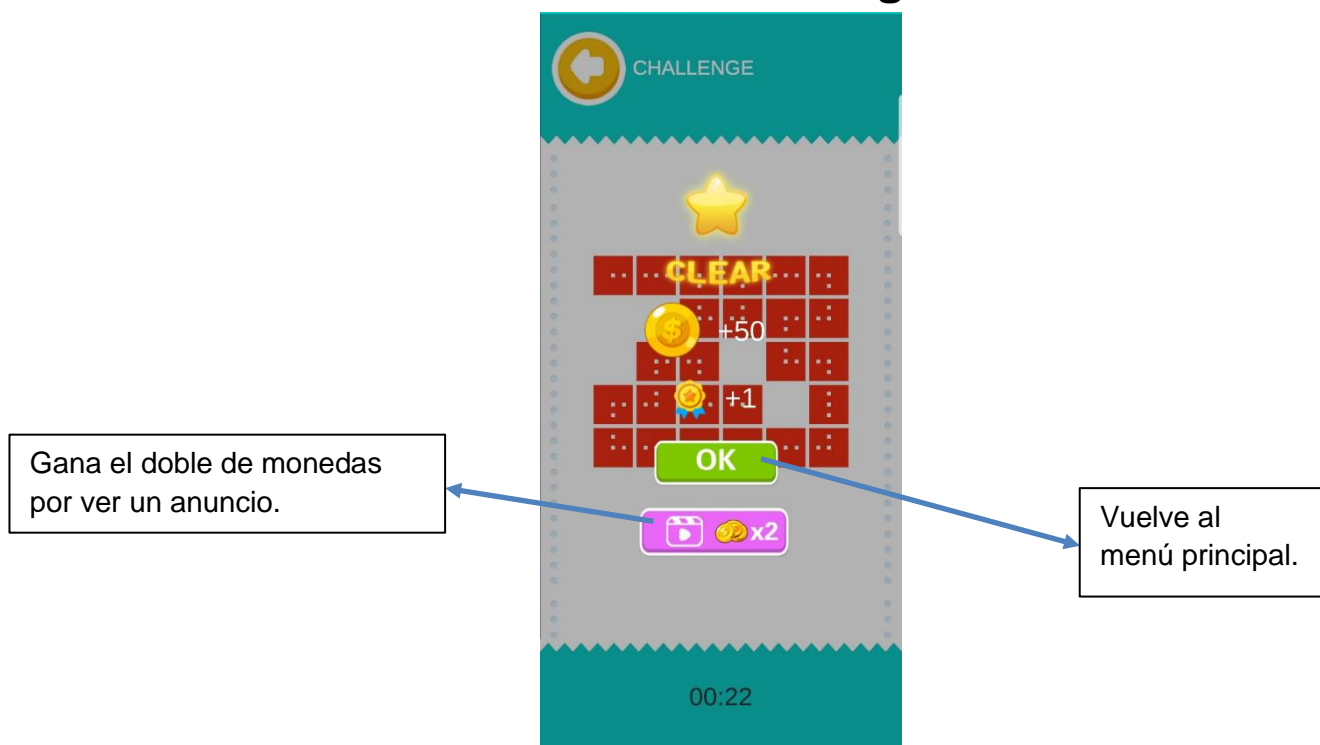 CHALLENGE
CLEAR
+50
+1
OK
x2
00:22
Gana el doble de monedas
por ver un anuncio.
Vuelve al
menú principal.